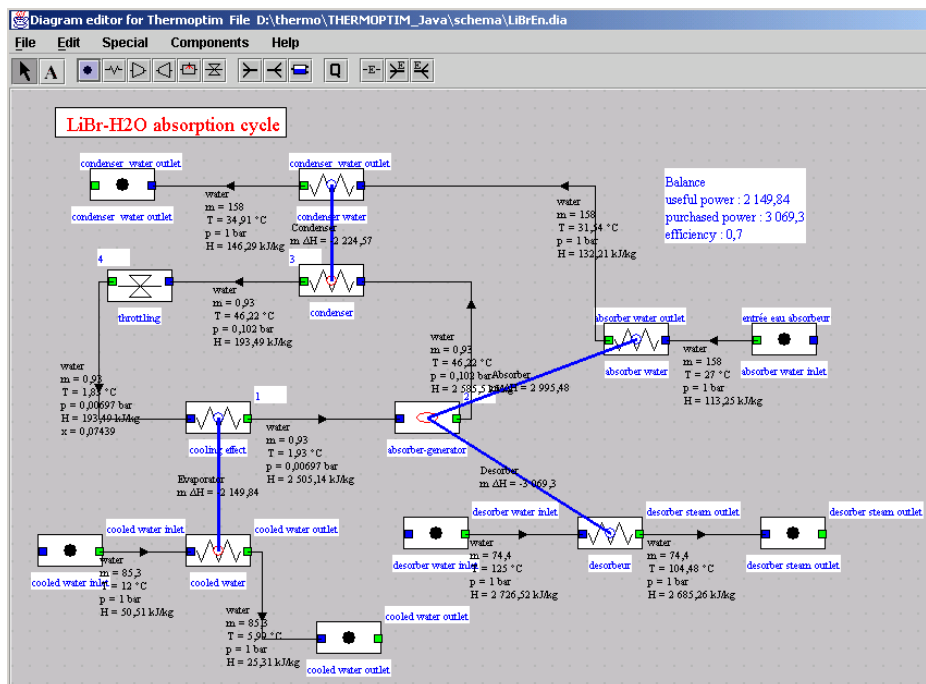 Diagram editor for Thermoptim File D:\thermo\THERMOPTIM_Java\schema\LiBrEn.dia
File Edit Special Components Help
A Q -E- E E
LiBr-H2O absorption cycle
condenser water outlet
condenser water outlet
water
m = 158
T = 34,91 °C
p = 1 bar
H = 146,29 kJ/kg
condenser water outlet
condenser water
Condenser
m ΔH = 2 224,57
water
m = 158
T = 31,54 °C
p = 1 bar
H = 132,21 kJ/kg
Balance
useful power : 2 149,84
purchased power : 3 069,3
efficiency : 0,7
4
throttling
water
m = 0,93
T = 46,22 °C
p = 0,102 bar
H = 193,49 kJ/kg
3
condenser
absorber water outlet
absorber water
entrée eau absorbeur
absorber water inlet
water
m = 158
T = 27 °C
p = 1 bar
H = 113,25 kJ/kg
water
m = 0,93
T = 46,22 °C
p = 0,102 bar
Absorber
m ΔH = 2 995,48
water
m = 0,93
T = 1,83 °C
p = 0,00697 bar
H = 193,49 kJ/kg
x = 0,07439
1
cooling effect
water
m = 0,93
T = 1,93 °C
p = 0,00697 bar
H = 2 505,14 kJ/kg
2
absorber-generator
Evaporator
m ΔH = 2 149,84
Desorber
m ΔH = -3 069,3
cooled water inlet
cooled water inlet
water
m = 85,3
T = 12 °C
p = 1 bar
H = 50,51 kJ/kg
cooled water outlet
cooled water
water
m = 85,3
T = 5,99 °C
p = 1 bar
H = 25,31 kJ/kg
cooled water outlet
cooled water outlet
desorber water inlet
desorber water inlet
water
m = 74,4
T = 125 °C
p = 1 bar
H = 2 726,52 kJ/kg
desorber steam outlet
desorbeur
water
m = 74,4
T = 104,48 °C
p = 1 bar
H = 2 685,26 kJ/kg
desorber steam outlet
desorber steam outlet